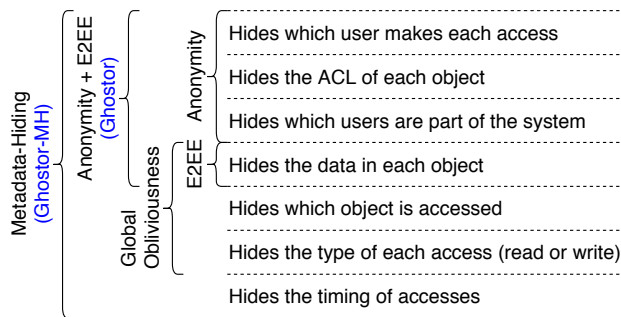 Metadata-Hiding
(Ghostor-MH)
Anonymity + E2EE
(Ghostor)
Global
Obliviousness
Anonymity
E2EE
Hides which user makes each access
Hides the ACL of each object
Hides which users are part of the system
Hides the data in each object
Hides which object is accessed
Hides the type of each access (read or write)
Hides the timing of accesses